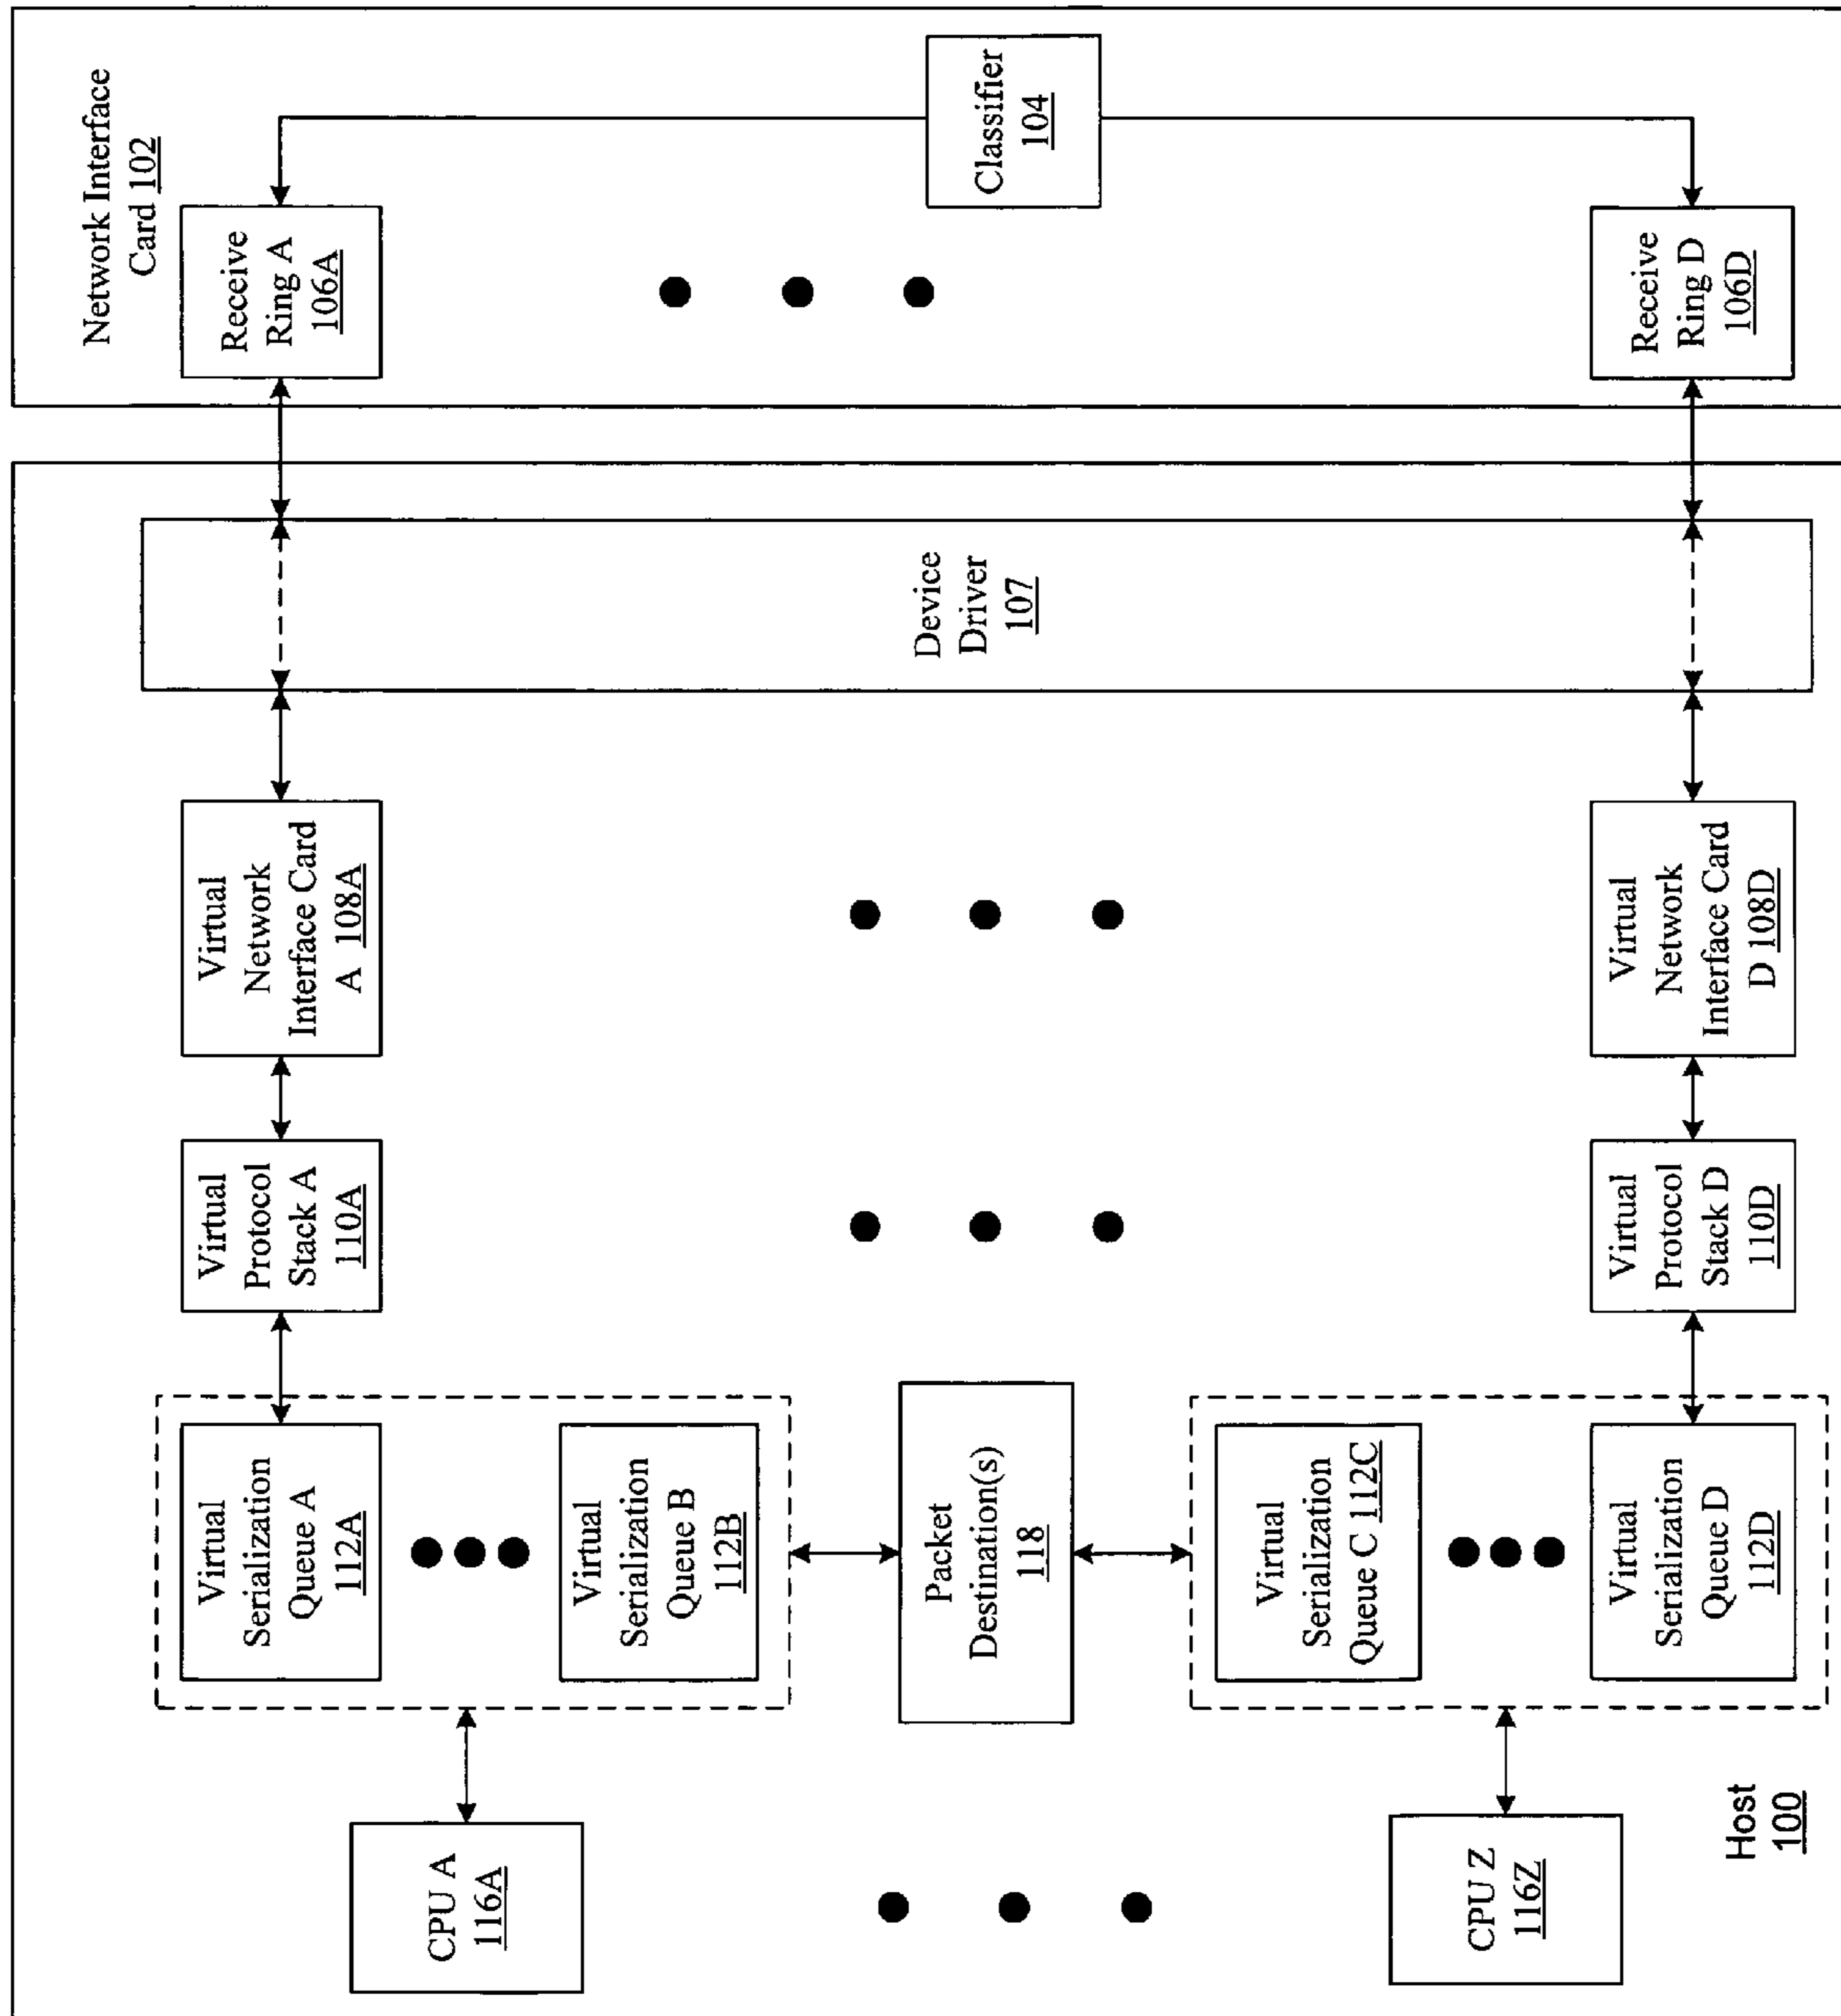 Network Interface
Card 102
Classifier
104
Receive
Ring A
106A
Receive
Ring D
106D
Device
Driver
107
Virtual
Network
Interface Card
A 108A
Virtual
Network
Interface Card
D 108D
Virtual
Protocol
Stack A
110A
Virtual
Protocol
Stack D
110D
Virtual
Serialization
Queue A
112A
Virtual
Serialization
Queue B
112B
Packet
Destination(s)
118
Virtual
Serialization
Queue C 112C
Virtual
Serialization
Queue D
112D
CPU A
116A
CPU Z
116Z
Host
100